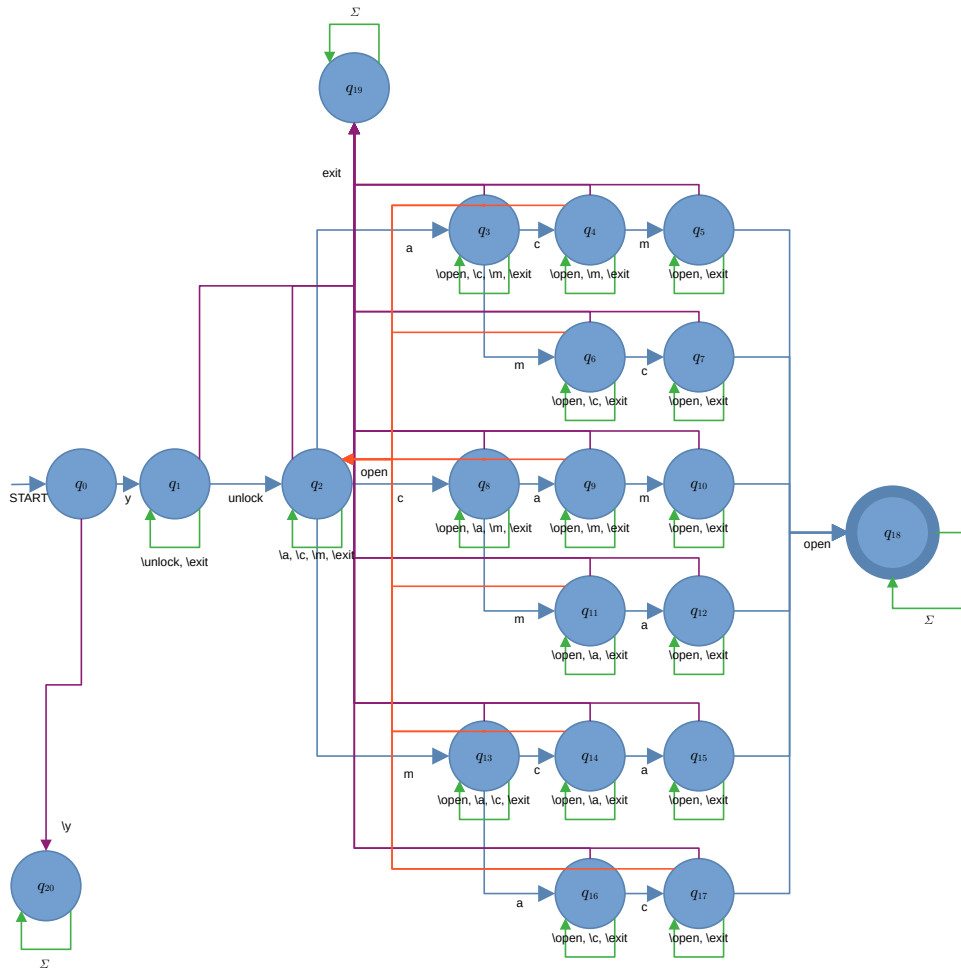 Σ
q19
exit
q3
q4
q5
a
c
m
\open, \c, \m, \exit
\open, \m, \exit
\open, \exit
q6
q7
m
c
\open, \c, \exit
\open, \exit
q0
q1
q2
q8
q9
q10
open
START
y
unlock
c
a
m
\open, \a, \m, \exit
\open, \m, \exit
\open, \exit
q18
open
\unlock, \exit
\a, \c, \m, \exit
q11
q12
m
a
Σ
\open, \a, \exit
\open, \exit
q13
q14
q15
m
c
a
\open, \a, \c, \exit
\open, \a, \exit
\open, \exit
\y
q20
q16
q17
a
c
\open, \c, \exit
\open, \exit
Σ